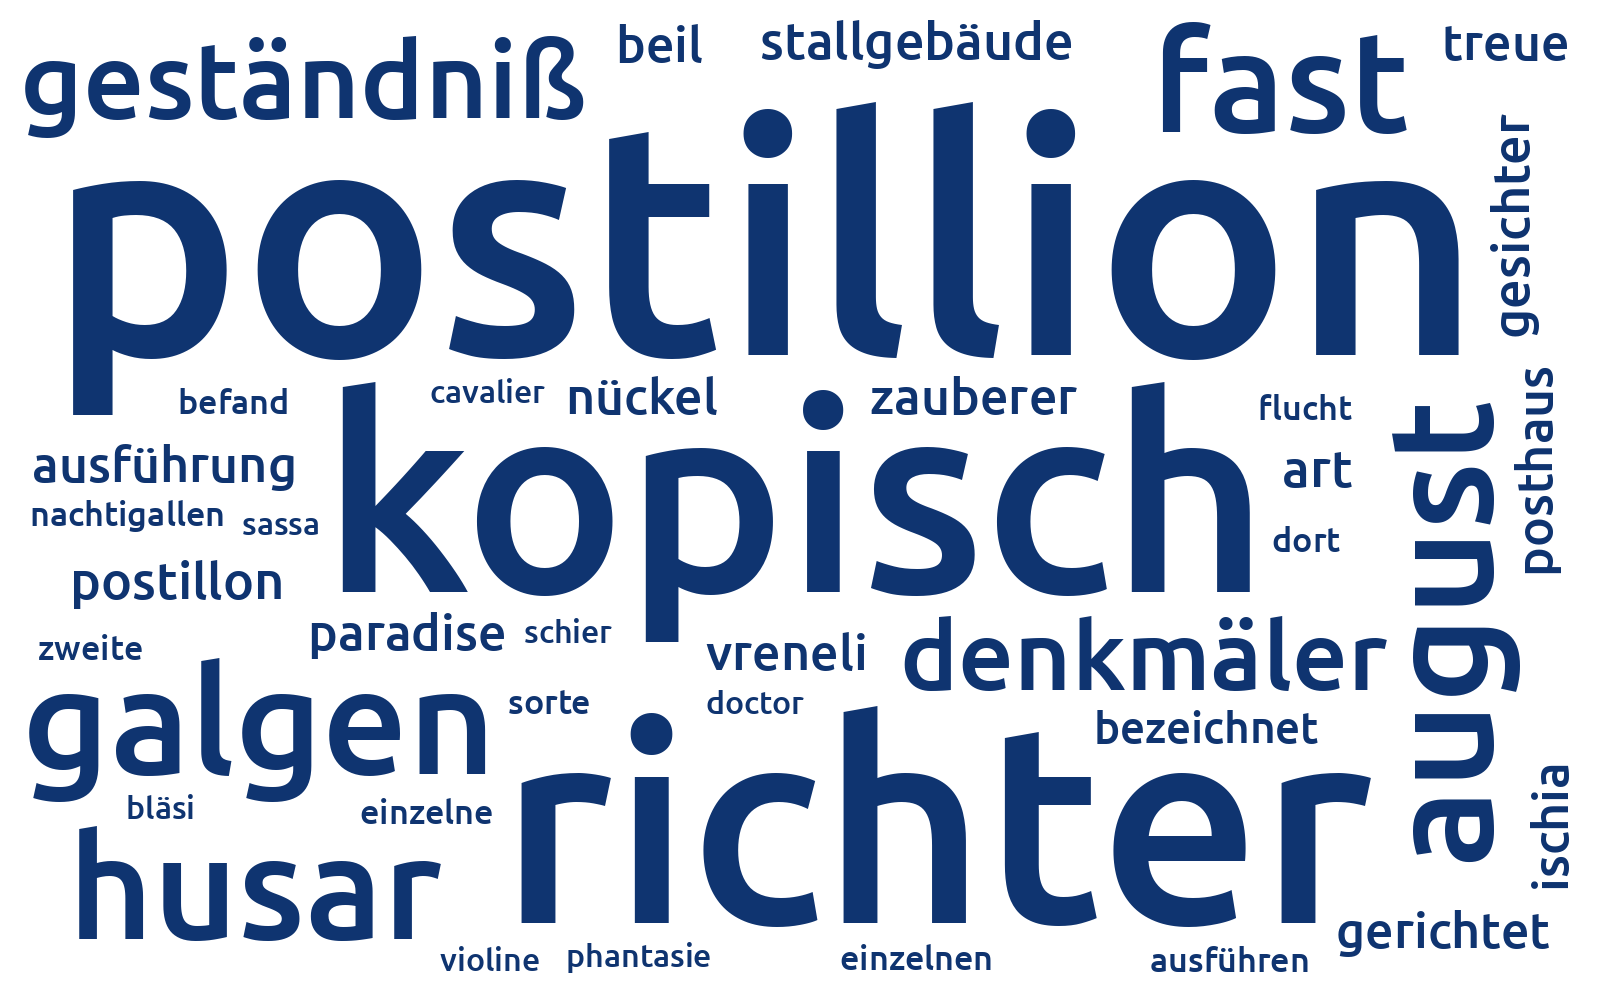 geständniß
beil
stallgebäude
fast
treue
postillion
gesichter
befand
cavalier
nückel
zauberer
flucht
posthaus
ausführung
kopisch
art
august
nachtigallen
sassa
dort
postillon
paradise
schier
zweite
vreneli
denkmäler
galgen
sorte
doctor
bezeichnet
richter
ischia
bläsi
einzelne
husar
gerichtet
violine
phantasie
einzelnen
ausführen